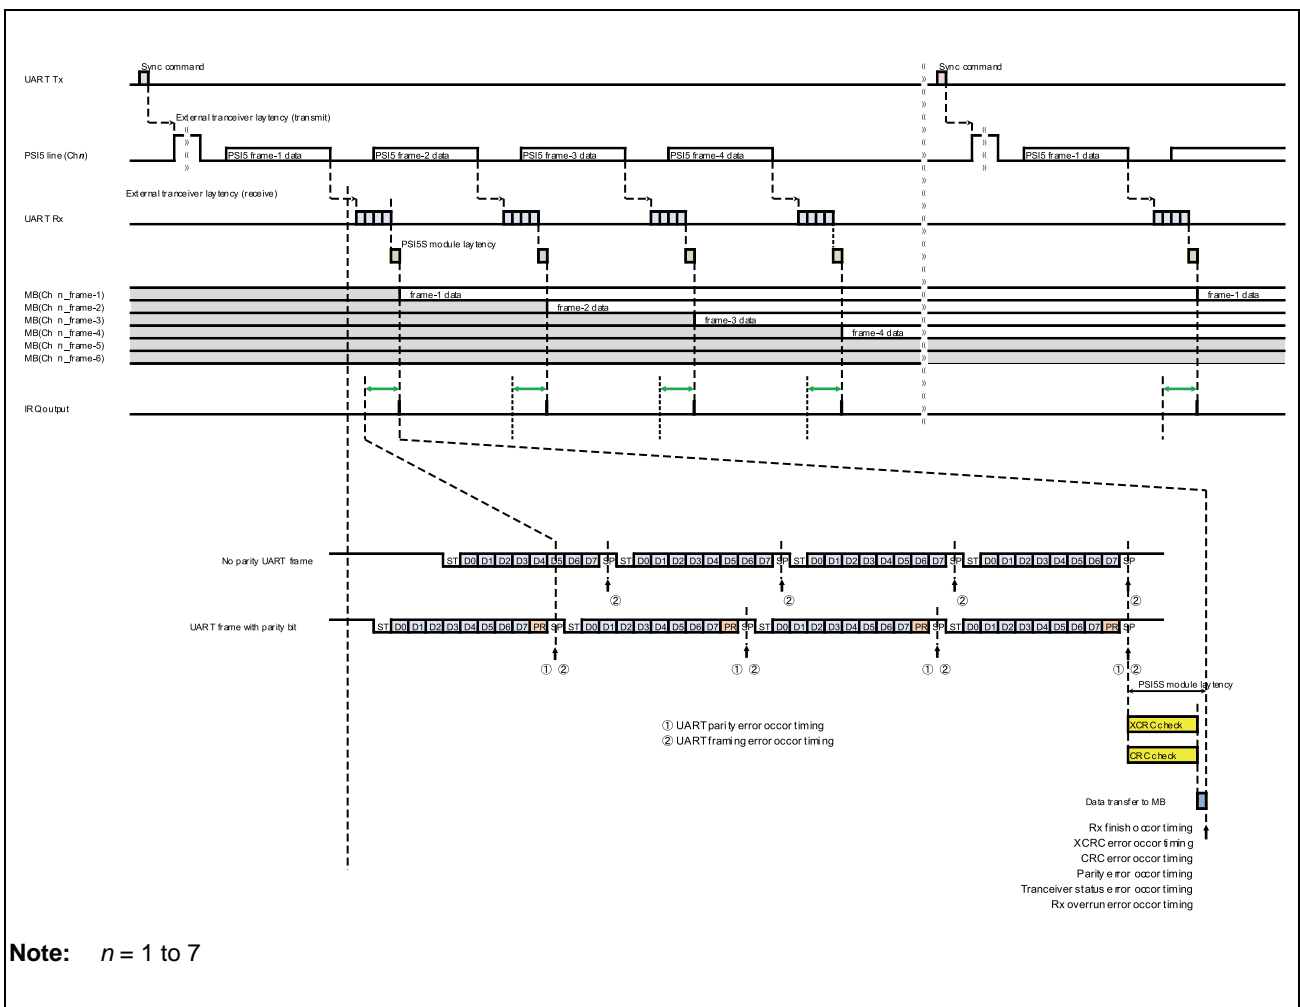 Sync command
Sync command
UART Tx
External tranceiver laytency (transmit)
PSI5 line (Chn)
PSI5 frame-1 data
PSI5 frame-2 data
PSI5 frame-3 data
PSI5 frame-4 data
PSI5 frame-1 data
External tranceiver laytency (receive)
UART Rx
PSI5S module laytency
MB(Ch n_frame-1)
frame-1 data
frame-1 data
MB(Ch n_frame-2)
frame-2 data
MB(Ch n_frame-3)
frame-3 data
MB(Ch n_frame-4)
frame-4 data
MB(Ch n_frame-5)
MB(Ch n_frame-6)
IRQ output
No parity UART frame
ST D0 D1 D2 D3 D4 D5 D6 D7 SP ST D0 D1 D2 D3 D4 D5 D6 D7 SP ST D0 D1 D2 D3 D4 D5 D6 D7 SP ST D0 D1 D2 D3 D4 D5 D6 D7 SP
② ② ② ②
UART frame with parity bit
ST D0 D1 D2 D3 D4 D5 D6 D7 PR SP ST D0 D1 D2 D3 D4 D5 D6 D7 PR SP ST D0 D1 D2 D3 D4 D5 D6 D7 PR SP ST D0 D1 D2 D3 D4 D5 D6 D7 PR SP
① ② ① ② ① ② ① ②
PSI5S module laytency
① UART parity error occor timing
② UART framing error occor timing
XCRC check
CRC check
Data transfer to MB
Rx finish occor timing
XCRC error occor timing
CRC error occor timing
Parity error occor timing
Tranceiver status error occor timing
Rx overrun error occor timing
Note: n = 1 to 7